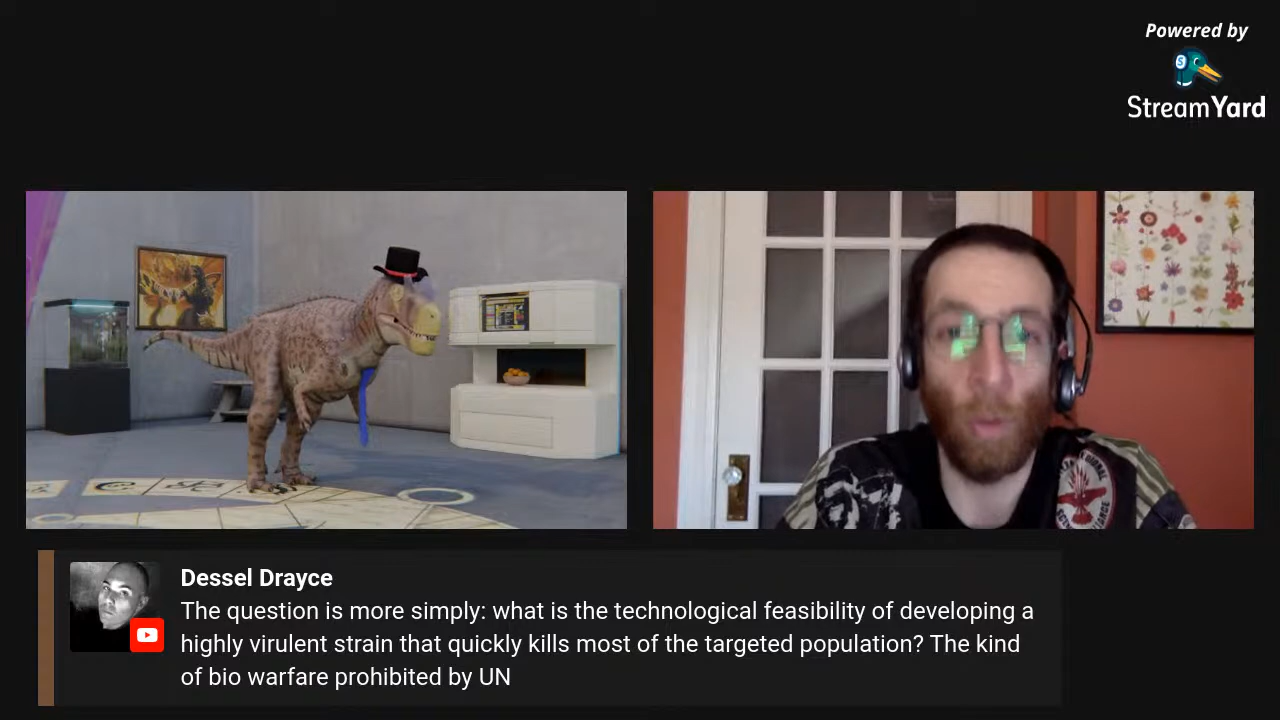 Powered by
StreamYard
Dessel Drayce
The question is more simply: what is the technological feasibility of developing a
highly virulent strain that quickly kills most of the targeted population? The kind
of bio warfare prohibited by UN